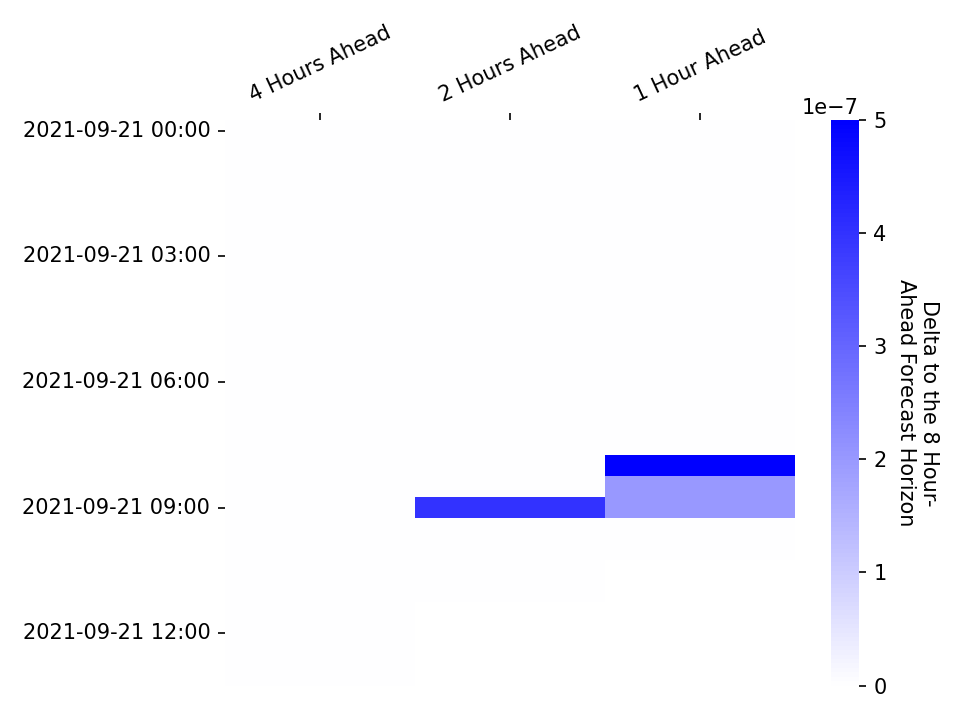 4 Hours Ahead
2 Hours Ahead
1 Hour Ahead
1e−7
2021-09-21 00:00
2021-09-21 03:00
2021-09-21 06:00
2021-09-21 09:00
2021-09-21 12:00
5
4
3
2
1
0
Delta to the 8 Hour-
Ahead Forecast Horizon